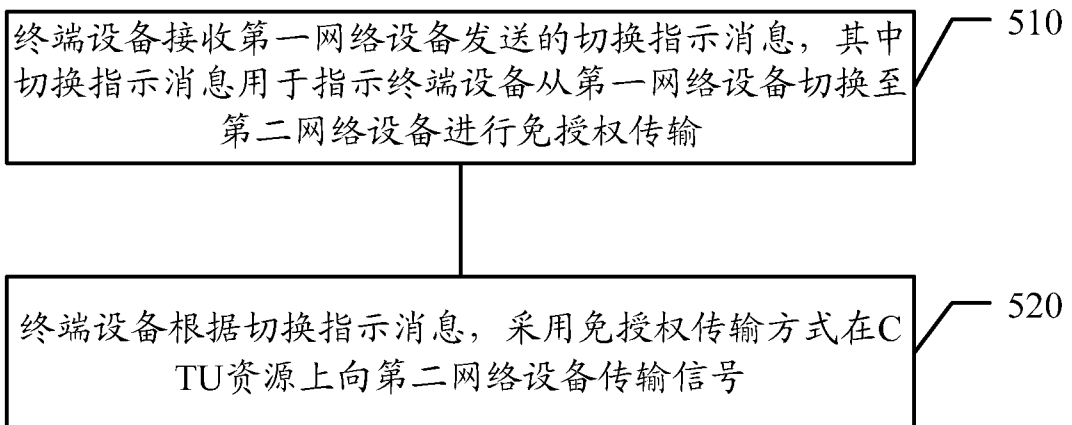 终端设备接收第一网络设备发送的切换指示消息，其中
切换指示消息用于指示终端设备从第一网络设备切换至
第二网络设备进行免授权传输
510
终端设备根据切换指示消息，采用免授权传输方式在C
TU资源上向第二网络设备传输信号
520